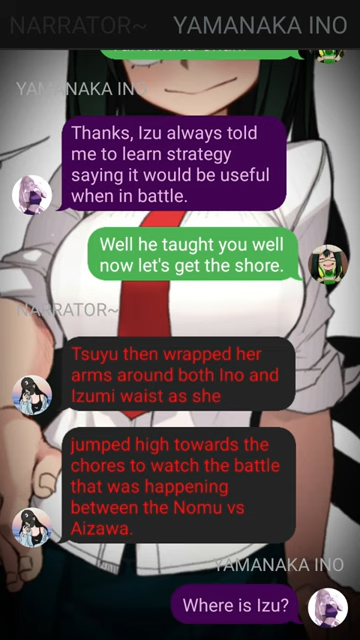 NARRATOR~ YAMANAKA INO
YAMANAKA INO
Thanks, Izu always told
me to learn strategy
saying it would be useful
when in battle.
Well he taught you well
now let's get the shore.
NARRATOR~
Tsuyu then wrapped her
arms around both Ino and
Izumi waist as she
jumped high towards the
chores to watch the battle
that was happening
between the Nomu vs
Aizawa.
YAMANAKA INO
Where is Izu?